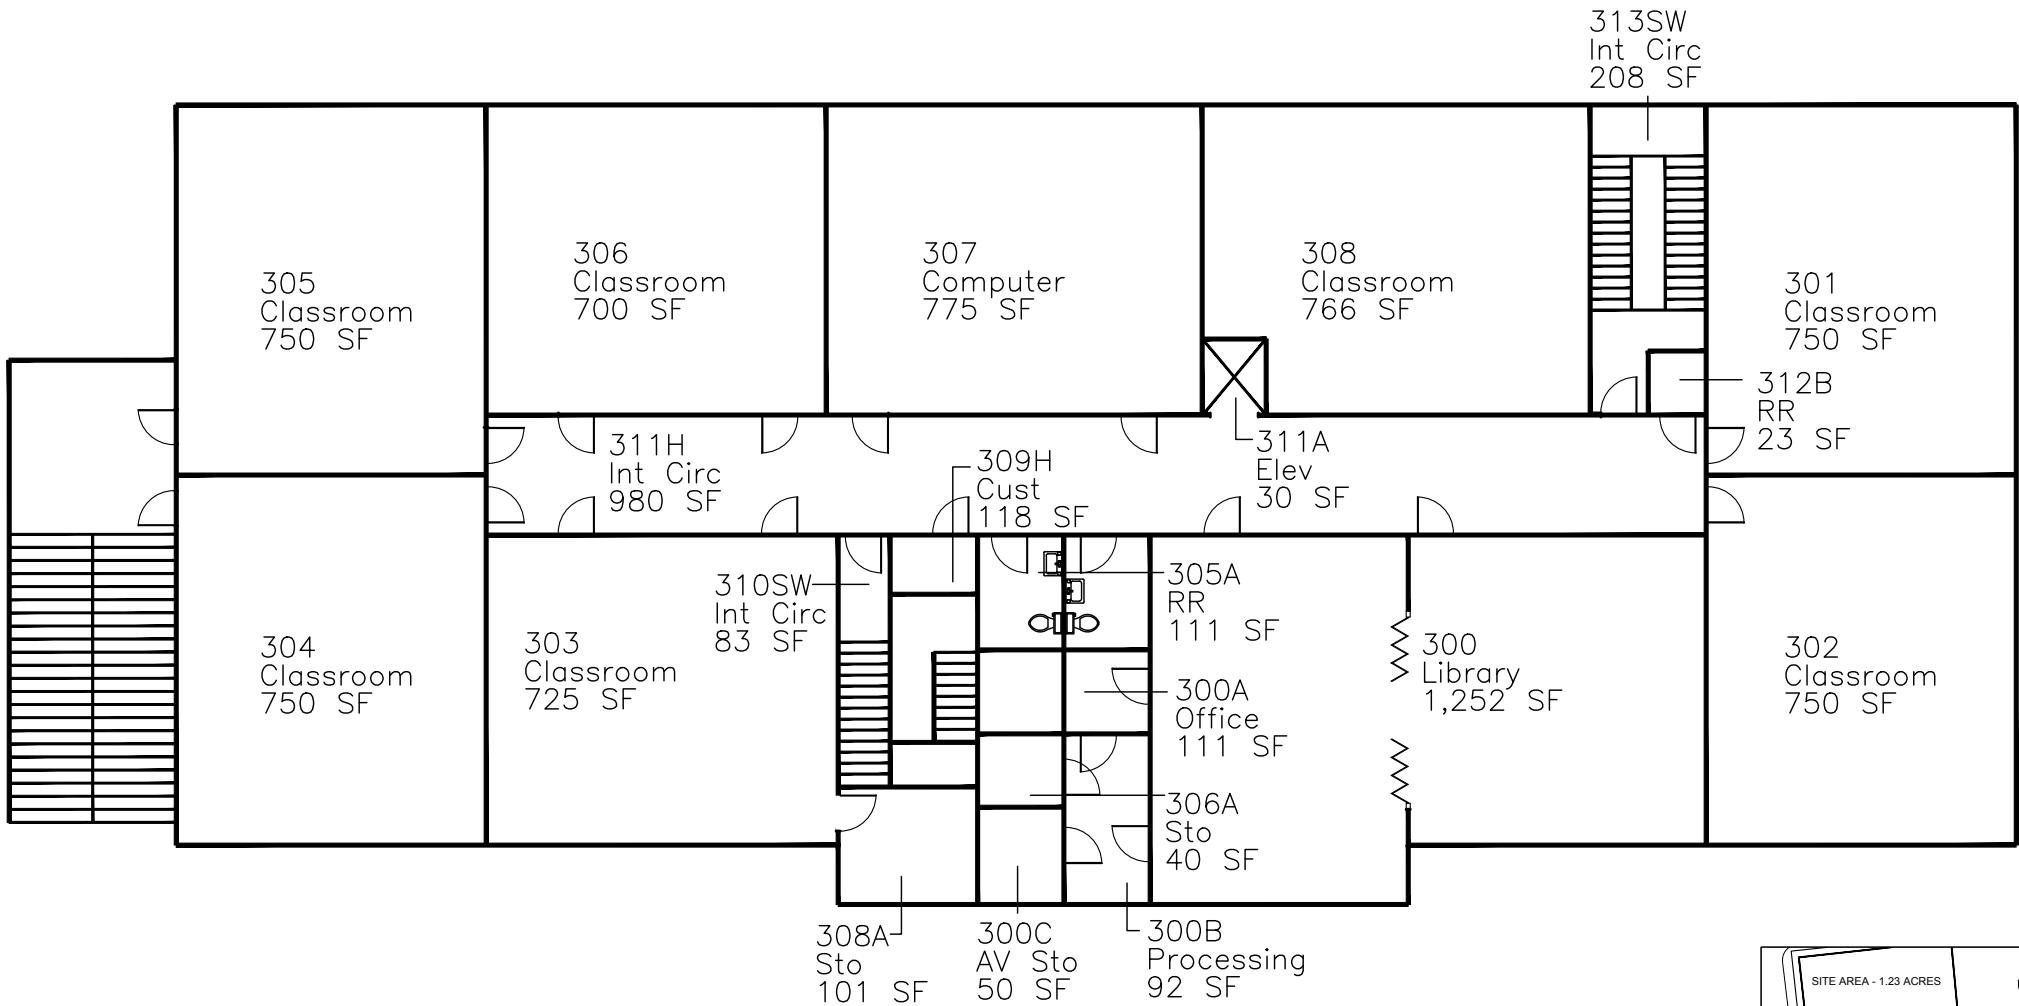 313SW
Int Circ
208 SF
305
Classroom
750 SF
306
Classroom
700 SF
307
Computer
775 SF
308
Classroom
766 SF
301
Classroom
750 SF
312B
RR
23 SF
311H
Int Circ
980 SF
309H
Cust
118 SF
311A
Elev
30 SF
304
Classroom
750 SF
303
Classroom
725 SF
310SW
Int Circ
83 SF
305A
RR
111 SF
300A
Office
111 SF
306A
Sto
40 SF
300
Library
1,252 SF
302
Classroom
750 SF
308A
Sto
101 SF
300C
AV Sto
50 SF
300B
Processing
92 SF
SITE AREA - 1.23 ACRES